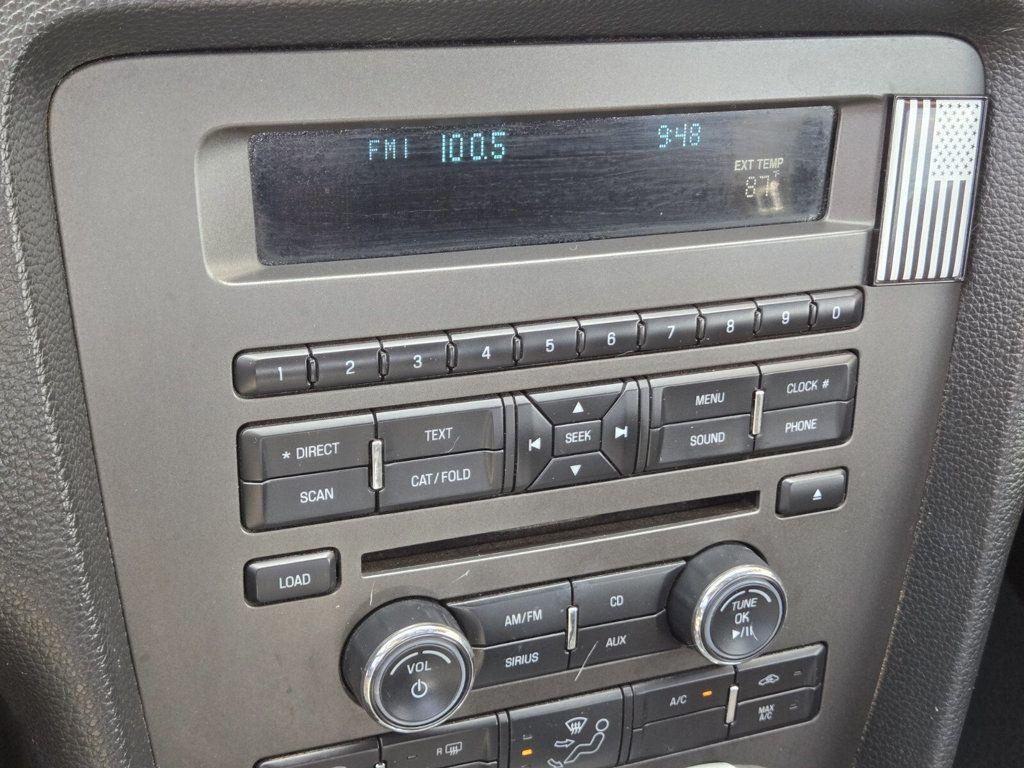 FM1 100.5 9:48
EXT TEMP
87°F
1 2 3 4 5 6 7 8 9 0
* DIRECT TEXT SEEK MENU CLOCK #
SCAN CAT/FOLD SOUND PHONE
LOAD
AM/FM CD
SIRIUS AUX
TUNE
OK
VOL
A/C
MAX
A/C
R